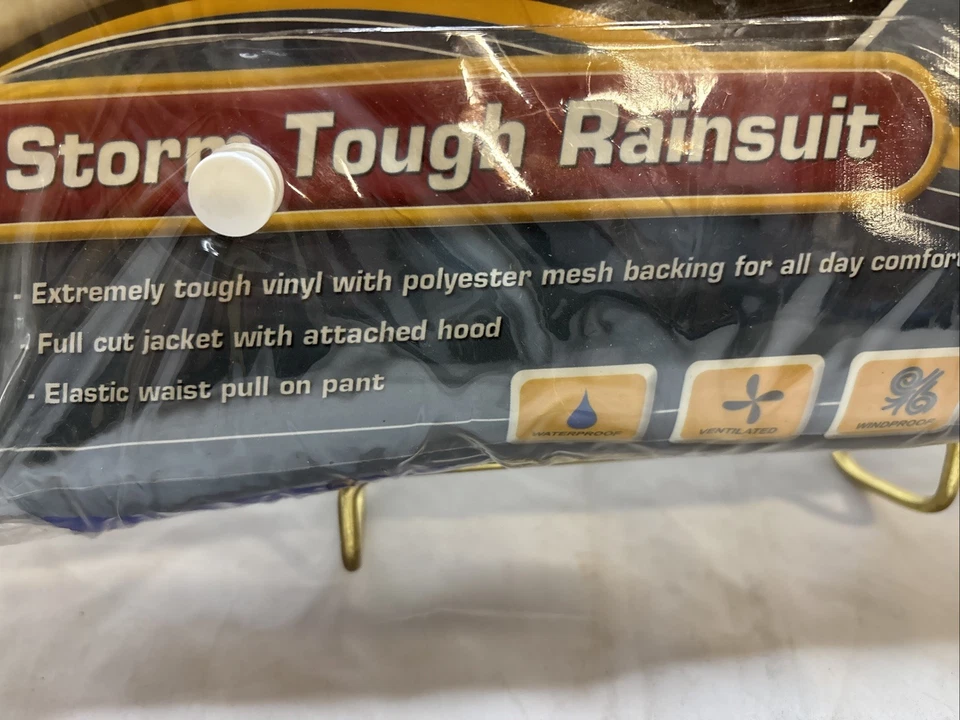 Storm Tough Rainsuit
- Extremely tough vinyl with polyester mesh backing for all day comfort
- Full cut jacket with attached hood
- Elastic waist pull on pant
WATERPROOF
VENTILATED
WINDPROOF